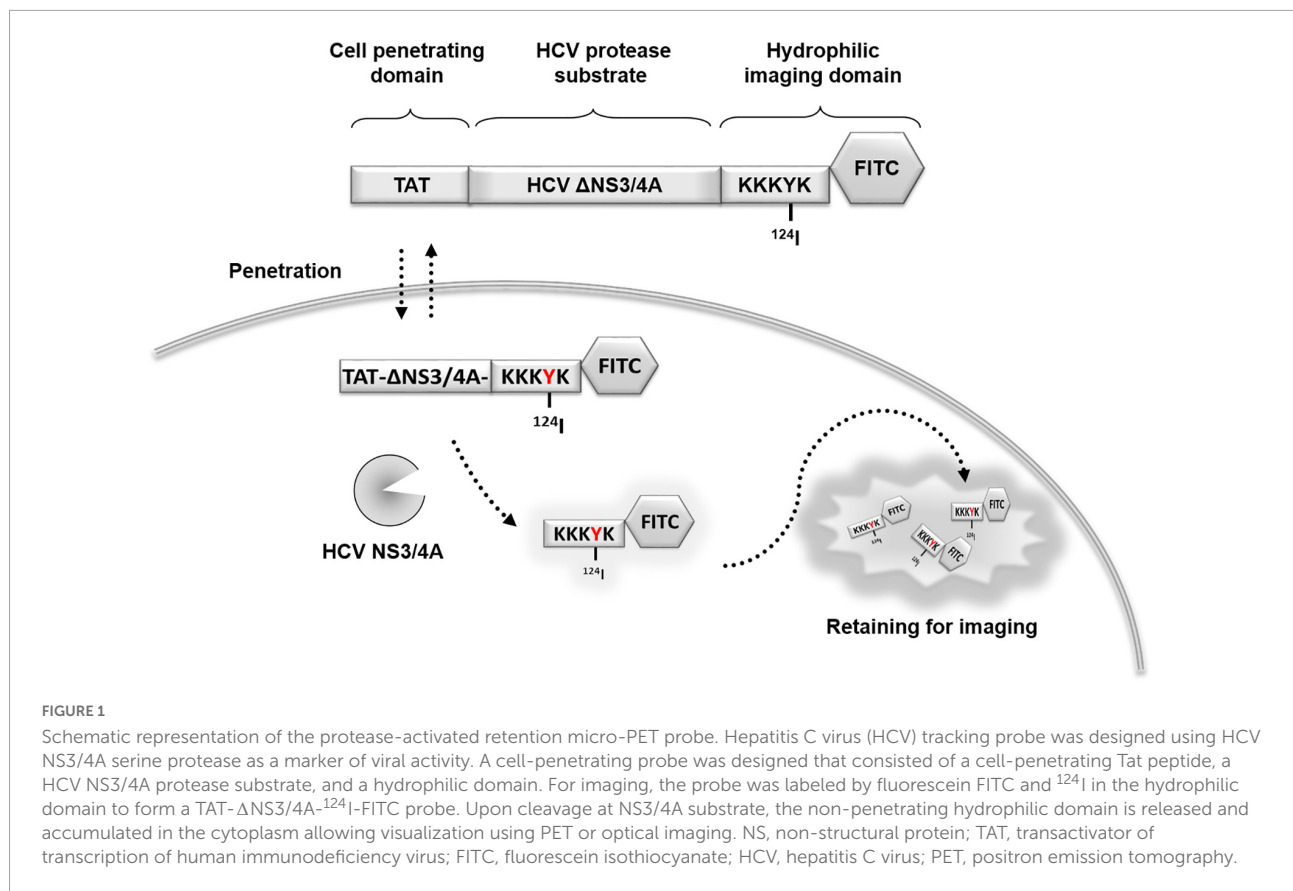 Cell penetrating
domain
HCV protease
substrate
Hydrophilic
imaging domain
TAT
HCV ΔNS3/4A
KKKYK
FITC
124I
Penetration
TAT-ΔNS3/4A-
KKKYK
FITC
124I
HCV NS3/4A
KKKYK
FITC
124I
KKKYK
FITC
124I
KKKYK
FITC
124I
KKKYK
FITC
124I
Retaining for imaging
FIGURE 1
Schematic representation of the protease-activated retention micro-PET probe. Hepatitis C virus (HCV) tracking probe was designed using HCV
NS3/4A serine protease as a marker of viral activity. A cell-penetrating probe was designed that consisted of a cell-penetrating Tat peptide, a
HCV NS3/4A protease substrate, and a hydrophilic domain. For imaging, the probe was labeled by fluorescein FITC and 124I in the hydrophilic
domain to form a TAT-ΔNS3/4A-124I-FITC probe. Upon cleavage at NS3/4A substrate, the non-penetrating hydrophilic domain is released and
accumulated in the cytoplasm allowing visualization using PET or optical imaging. NS, non-structural protein; TAT, transactivator of
transcription of human immunodeficiency virus; FITC, fluorescein isothiocyanate; HCV, hepatitis C virus; PET, positron emission tomography.